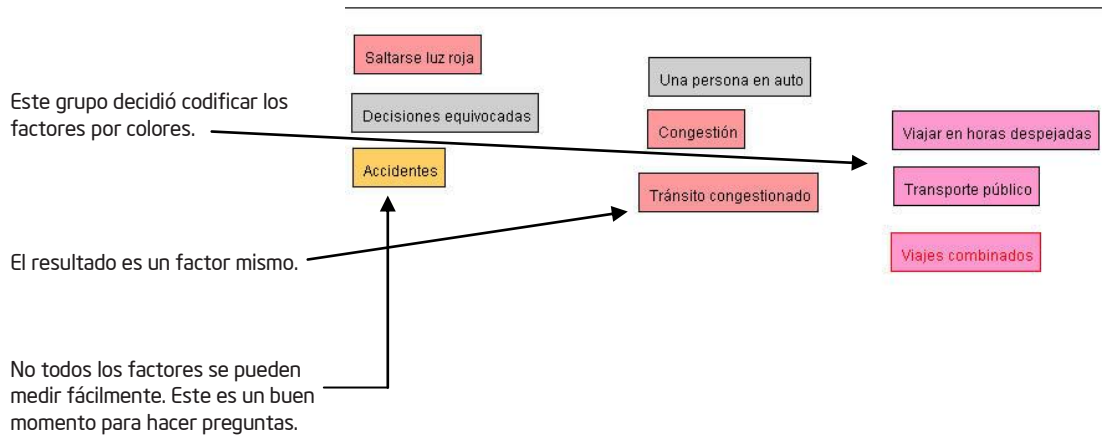 Saltarse luz roja
Una persona en auto
Este grupo decidió codificar los
factores por colores.
Decisiones equivocadas
Congestión
Viajar en horas despejadas
Accidentes
Transporte público
Tránsito congestionado
El resultado es un factor mismo.
Viajes combinados
No todos los factores se pueden
medir fácilmente. Este es un buen
momento para hacer preguntas.